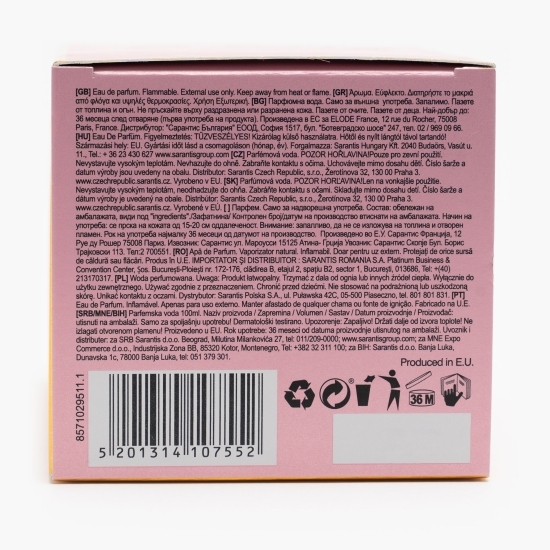 [GB] Eau de parfum. Flammable. External use only. Keep away from heat or flame. [GR] Άρωμα. Εύφλεκτο. Διατηρήστε το μακριά
από φλόγα και υψηλές θερμοκρασίες. Χρήση Εξωτερική. [BG] Парфюмна вода. Само за външна употреба. Запалимо. Пазете
от топлина и огън. Не пръскайте върху раздразнена или разранена кожа. Пазете от очите. Пазете от деца. Най-добър до:
36 месеца след отваряне (първа употреба на продукта). Произведено в ЕС за ELODE France, 12 rue du Rocher, 75008
Paris, France. Дистрибутор: "Сарантис България" ЕООД, София 1517, бул. "Ботевградско шосе" 247, тел. 02 / 969 09 66.
[HU] Eau De Parfum. Figyelmeztetés: TŰZVESZÉLYES! Kizárólag külső használatra. Hőtől és nyílt lángtól távol tartandó!
Származási hely: EU. Gyártási időt lásd a csomagoláson (hónap, év). Forgalmazza: Sarantis Hungary Kft. 2040 Budaörs, Vasút u.
11., Tel.: + 36 23 430 627 www.sarantisgroup.com [CZ] Parfémová voda. POZOR HOŘLAVINA!Pouze pro zevní použití.
Nevystavujte vysokým teplotám. Nevhazujte do ohně. Zabraňte kontaktu s očima. Uchovávejte mimo dosah dětí. Číslo šarže a
datum výroby jsou uvedeny na obalu. Distributor: Sarantis Czech Republic, s.r.o., Žerotínova 32, 130 00 Praha 3.
www.czechrepublic.sarantis.cz. Vyrobeno v EU. [SK] Parfumová voda. POZOR HORĽAVINA!Len na vonkajšie použitie.
Nevystavujte vysokým teplotám, neodhadzujte do ohňa. Zabráňte kontaktu s očami. Skladujte mimo dosahu detí. Číslo šarže a
dátum výroby je uvedený na obale. Distribútor: Sarantis Czech Republic, s.r.o., Žerotínova 32, 130 00 Praha 3.
www.czechrepublic.sarantis.cz. Vyrobené v EÚ. [ ] Парфем. Само за надворешна употреба. Состав: обележан на
амбалажата, види под "ingredients"./Запатлина/ Контролен број/датум на производство втиснати на амбалажата. Начин на
употреба: се прска на кожата од 15-20 cm оддалеченост. Внимание: запаливо, да не се изложува на топлина и отворен
пламен. Рок на употреба најмалку 36 месеци од датумот на производство. Произведено во Е.У. Сарантис Франција, 12
Руе ду Рошер 75008 Парис. Извозник: Сарантис ул. Мароусси 15125 Атина- Грција Увозник: Сарантис Скопје Бул. Борис
Трајковски 113. Тел:2 700551. [RO] Apă de Parfum. Vaporizator natural. Inflamabil. Doar pentru uz extern. Protejați de orice sursă
de căldură sau flacăr. Produs în U.E. IMPORTATOR ȘI DISTRIBUITOR : SARANTIS ROMANIA S.A. Platinum Business &
Convention Center, Șos. București-Ploiești nr. 172-176, clădirea B, etajul 2, spațiu B2, sector 1, București, 013686, Tel: +(40)
213170317. [PL] Woda perfumowana. Uwaga: Produkt łatwopalny. Trzymać z dala od ognia lub innych źródeł ciepła. Wyłącznie do
użytku zewnętrznego. Używać zgodnie z przeznaczeniem. Chronić przed dziećmi. Nie stosować na podrażnioną lub uszkodzoną
skórę. Unikać kontaktu z oczami. Dystrybutor: Sarantis Polska S.A., ul. Puławska 42C, 05-500 Piaseczno, tel. 801 801 831. [PT]
Eau de Parfum. Inflamável. Apenas para uso externo. Manter afastado de qualquer chama ou fonte de ignição. Fabricado na U.E.
[SRB/MNE/BIH] Parfemska voda 100ml. Naziv proizvoda / Zapremina / Volumen / Sastav / Datum proizvodnje / Proizvođač:
utisnuti na ambalaži. Samo za spoljašnju upotrebu! Dermatološki testirano. Upozorenje: Zapaljivo! Držati dalje od izvora toplote! Ne
izlagati otvorenom plamenu! Proizvedeno u EU. Rok upotrebe: 36 meseci od datuma proizvodnje utisnutog na ambalaži. Uvoznik i
distributer: za SRB Sarantis d.o.o. Beograd, Milutina Milankovića 27, tel: 011/209-0000; www.sarantisgroup.com; za MNE Expo
Commerce d.o.o., Industrijska Zona BB, 85320 Kotor, Montenegro, Tel: +382 32 311 100; za BIH: Sarantis d.o.o. Banja Luka,
Dunavska 1c, 78000 Banja Luka, tel: 051 379 301.
Produced in E.U.
8571029511.1
5 201314 107552
36 M